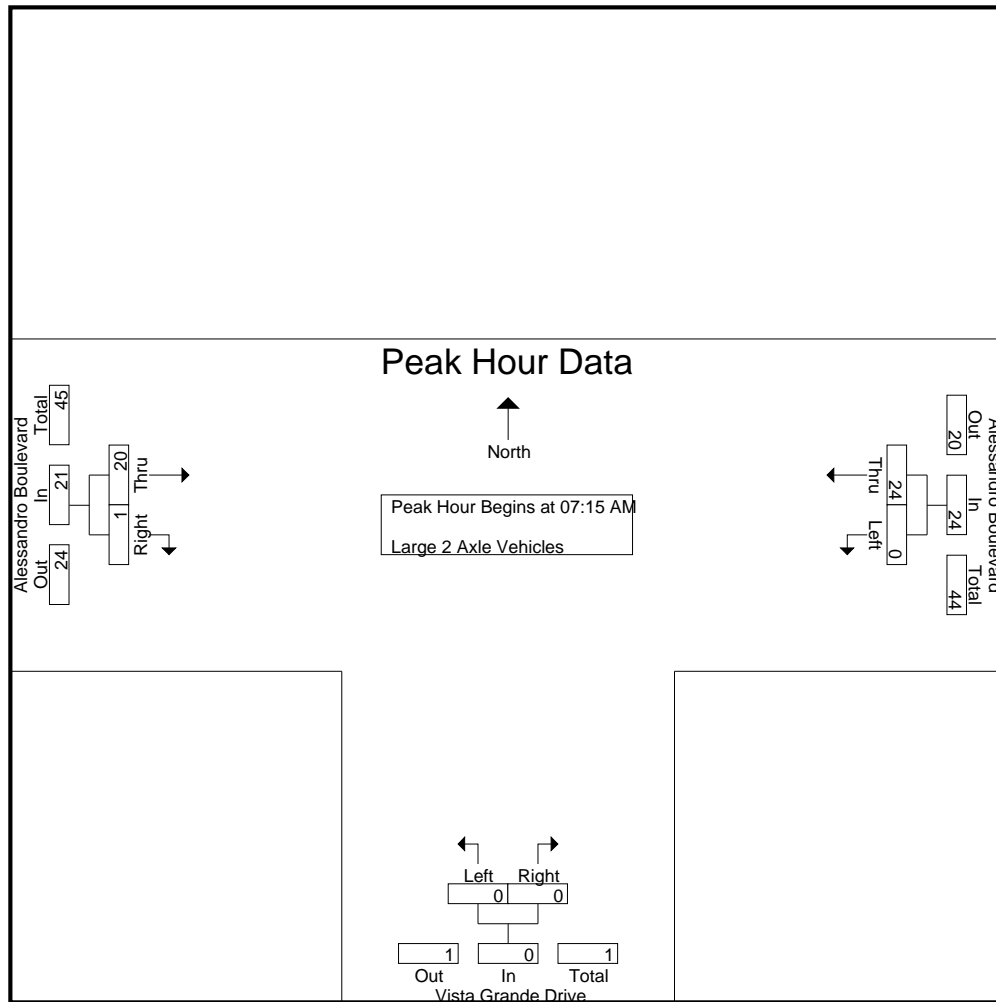 Peak Hour Data
North
Peak Hour Begins at 07:15 AM
Large 2 Axle Vehicles
Alessandro Boulevard
Out In Total
24 21 45
Right Thru
1 20
Alessandro Boulevard
Out In Total
20 24 44
Thru Left
24 0
Left Right
0 0
1 0 1
Out In Total
Vista Grande Drive